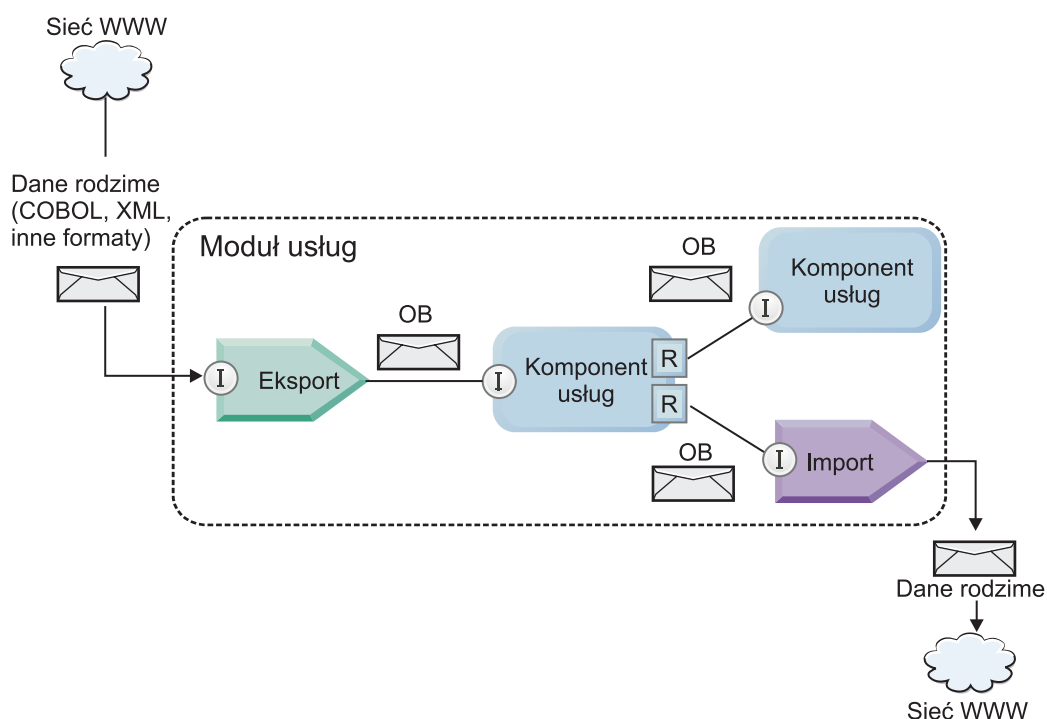 Sieć WWW
Dane rodzime
(COBOL, XML,
inne formaty)
Moduł usług
I
Eksport
OB
I
Komponent
usług
R
R
OB
I
Komponent
usług
OB
I
Import
Dane rodzime
Sieć WWW